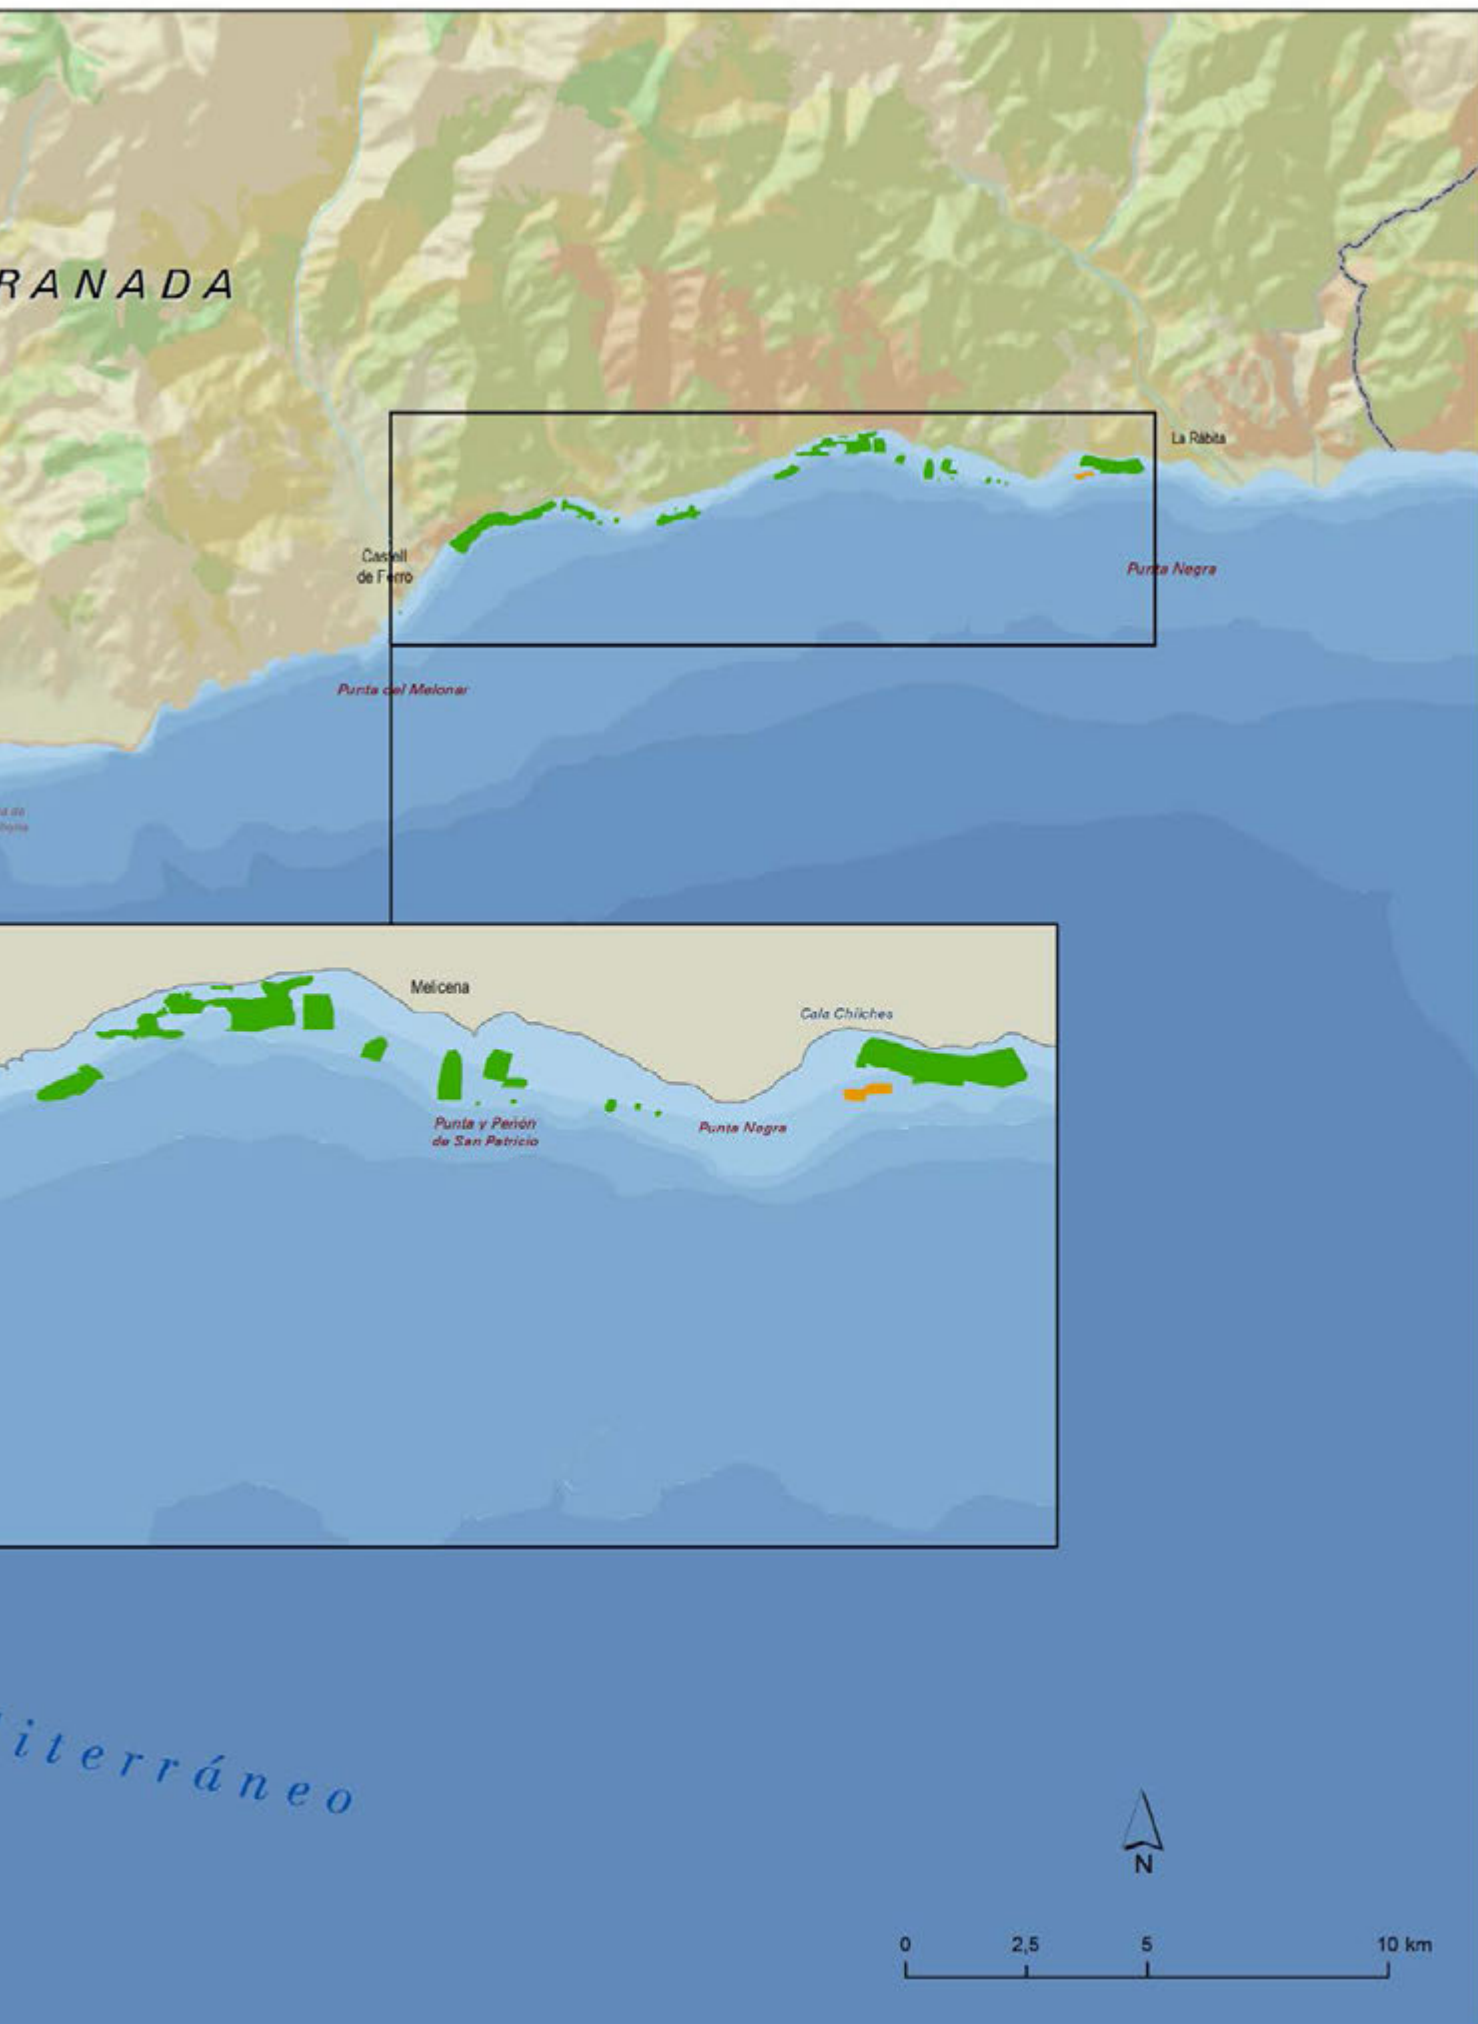 RANADA
La Rábita
Castell
de Ferro
Punta Negra
Punta del Melonar
Melicena
Cala Chilches
Punta y Peñón
de San Patricio
Punta Negra
iterráneo
N
0 2,5 5 10 km